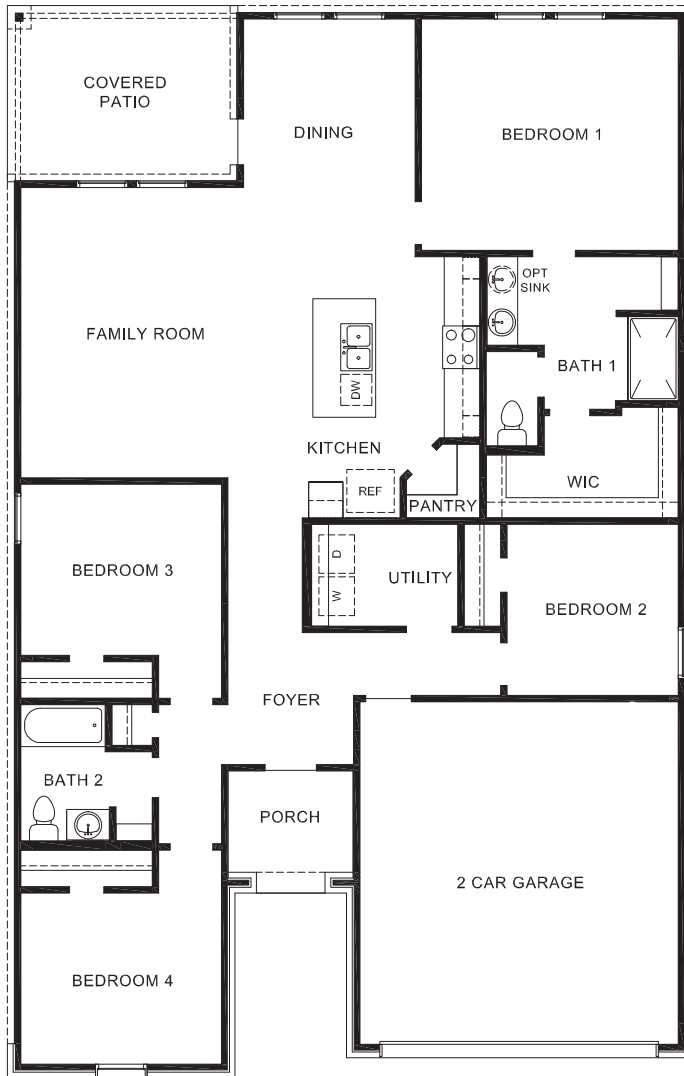 COVERED
PATIO
DINING
BEDROOM 1
OPT
SINK
FAMILY ROOM
BATH 1
DW
KITCHEN
REF
WIC
PANTRY
D
BEDROOM 3
UTILITY
W
BEDROOM 2
FOYER
BATH 2
PORCH
2 CAR GARAGE
BEDROOM 4